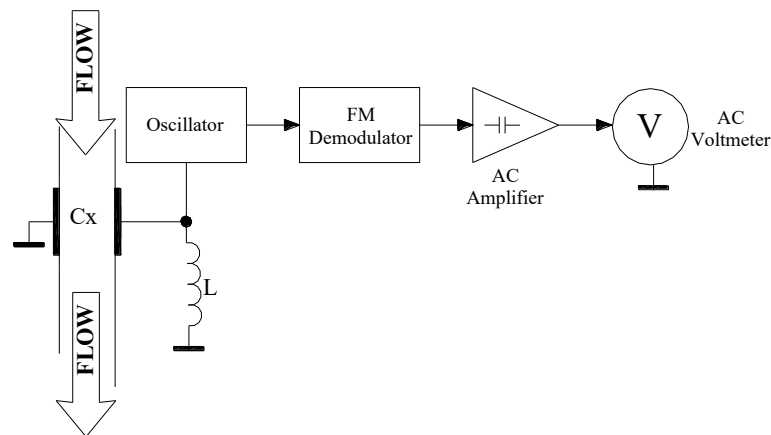 FLOW
Oscillator
FM
Demodulator
AC
Amplifier
V
AC
Voltmeter
Cx
L
FLOW